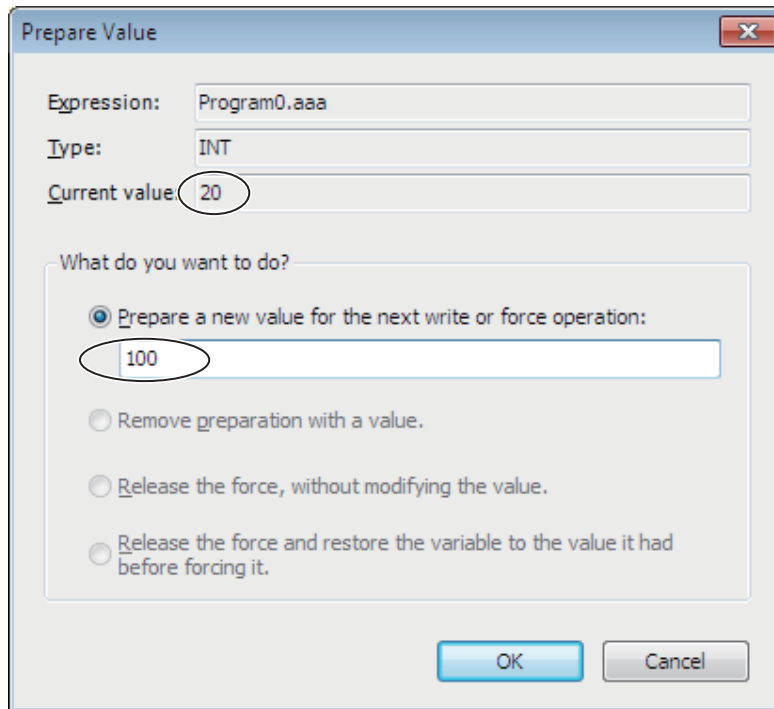 Prepare Value
Expression: Program0.aaa
Type: INT
Current value: 20
What do you want to do?
Prepare a new value for the next write or force operation:
100
Remove preparation with a value.
Release the force, without modifying the value.
Release the force and restore the variable to the value it had
before forcing it.
OK Cancel